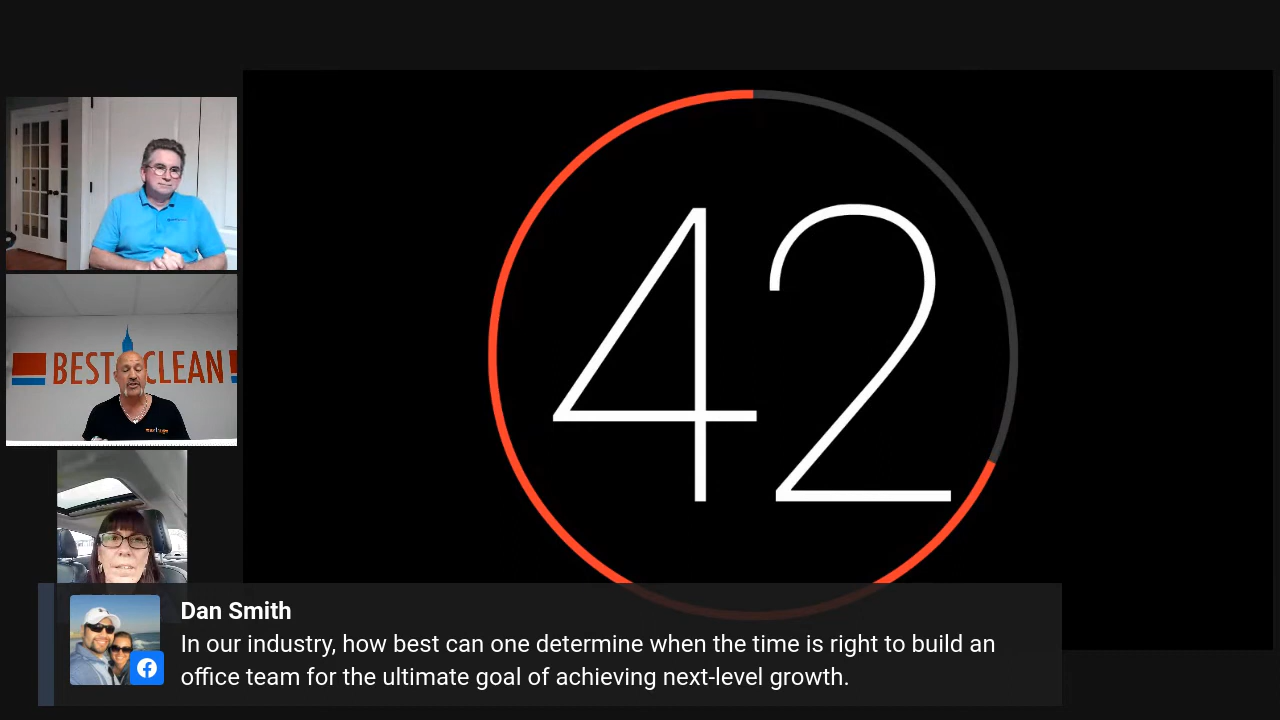 42
BEST CLEAN!
Dan Smith
In our industry, how best can one determine when the time is right to build an
office team for the ultimate goal of achieving next-level growth.